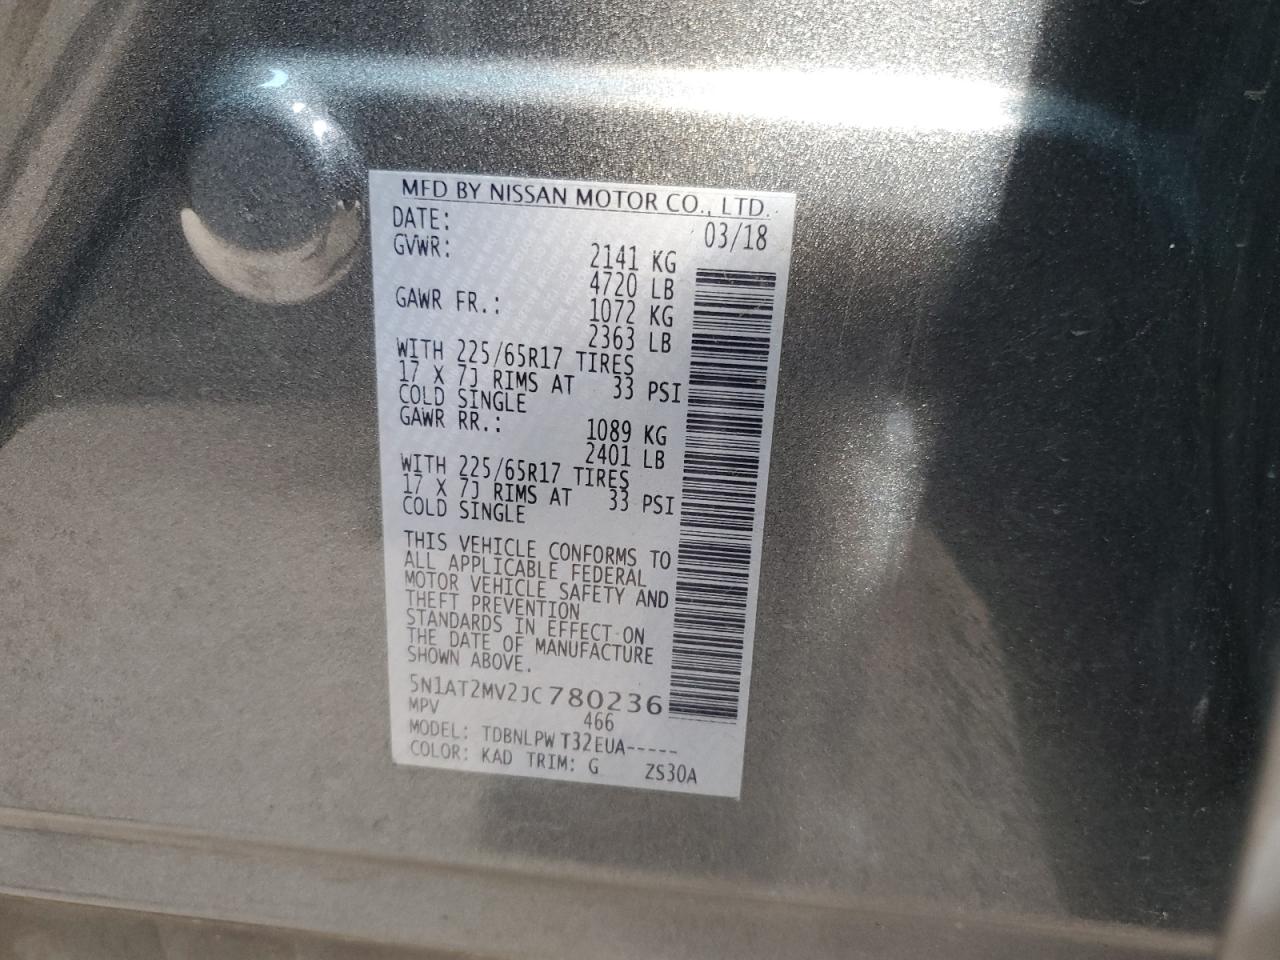 MFD BY NISSAN MOTOR CO., LTD.
DATE: 03/18
GVWR: 2141 KG
4720 LB
GAWR FR.: 1072 KG
2363 LB
WITH 225/65R17 TIRES
17 X 7J RIMS AT 33 PSI
COLD SINGLE
GAWR RR.: 1089 KG
2401 LB
WITH 225/65R17 TIRES
17 X 7J RIMS AT 33 PSI
COLD SINGLE
THIS VEHICLE CONFORMS TO
ALL APPLICABLE FEDERAL
MOTOR VEHICLE SAFETY AND
THEFT PREVENTION
STANDARDS IN EFFECT ON
THE DATE OF MANUFACTURE
SHOWN ABOVE.
5N1AT2MV2JC780236
MPV 466
MODEL: TDBNLPW T32EUA-----
COLOR: KAD TRIM: G ZS30A